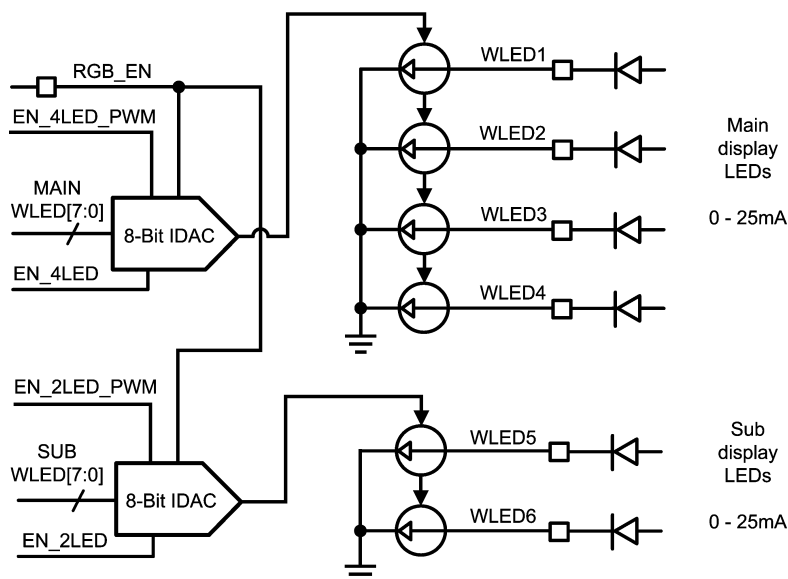 RGB_EN
EN_4LED_PWM
MAIN
WLED[7:0]
8-Bit IDAC
EN_4LED
WLED1
WLED2
WLED3
WLED4
Main
display
LEDs
0 - 25mA
EN_2LED_PWM
SUB
WLED[7:0]
8-Bit IDAC
EN_2LED
WLED5
WLED6
Sub
display
LEDs
0 - 25mA